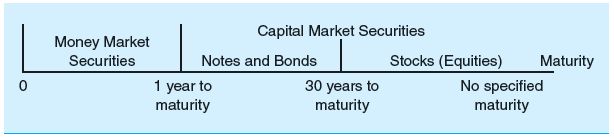 Capital Market Securities
Money Market
Securities
Notes and Bonds
Stocks (Equities)
Maturity
0
1 year to
maturity
30 years to
maturity
No specified
maturity